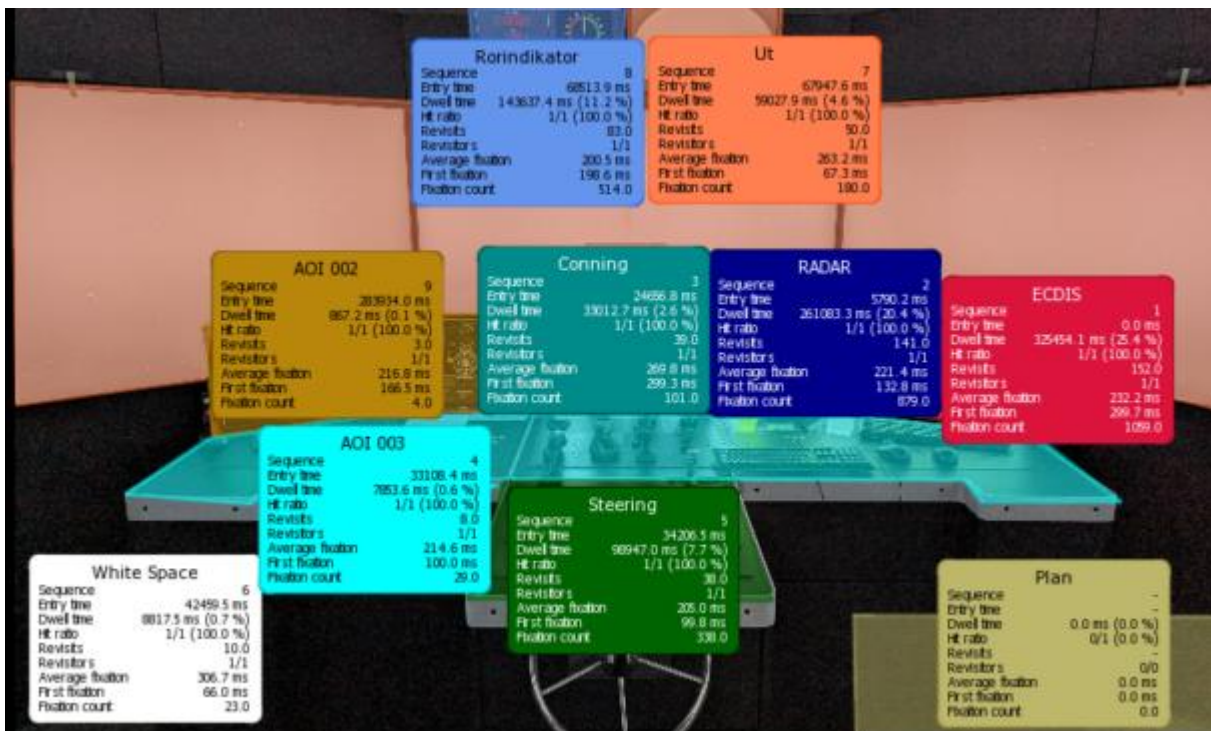 Rorindikator
Sequence 8
Entry time 68513.9 ms
Dwell time 143637.4 ms (11.2 %)
Hit ratio 1/1 (100.0 %)
Revisits 83.0
Revisitors 1/1
Average fixation 200.5 ms
First fixation 198.6 ms
Fixation count 514.0
Ut
Sequence 7
Entry time 67947.6 ms
Dwell time 59027.9 ms (4.6 %)
Hit ratio 1/1 (100.0 %)
Revisits 50.0
Revisitors 1/1
Average fixation 263.2 ms
First fixation 67.3 ms
Fixation count 180.0
AOI 002
Sequence 9
Entry time 283934.0 ms
Dwell time 867.2 ms (0.1 %)
Hit ratio 1/1 (100.0 %)
Revisits 3.0
Revisitors 1/1
Average fixation 216.8 ms
First fixation 166.5 ms
Fixation count 4.0
Conning
Sequence 3
Entry time 24656.8 ms
Dwell time 33012.7 ms (2.6 %)
Hit ratio 1/1 (100.0 %)
Revisits 39.0
Revisitors 1/1
Average fixation 269.8 ms
First fixation 299.3 ms
Fixation count 101.0
RADAR
Sequence 2
Entry time 5790.2 ms
Dwell time 261083.3 ms (20.4 %)
Hit ratio 1/1 (100.0 %)
Revisits 141.0
Revisitors 1/1
Average fixation 221.4 ms
First fixation 132.8 ms
Fixation count 879.0
ECDIS
Sequence 1
Entry time 0.0 ms
Dwell time 325454.1 ms (25.4 %)
Hit ratio 1/1 (100.0 %)
Revisits 152.0
Revisitors 1/1
Average fixation 232.2 ms
First fixation 299.7 ms
Fixation count 1059.0
AOI 003
Sequence 4
Entry time 33108.4 ms
Dwell time 7853.6 ms (0.6 %)
Hit ratio 1/1 (100.0 %)
Revisits 8.0
Revisitors 1/1
Average fixation 214.6 ms
First fixation 100.0 ms
Fixation count 29.0
Steering
Sequence 5
Entry time 34206.5 ms
Dwell time 98947.0 ms (7.7 %)
Hit ratio 1/1 (100.0 %)
Revisits 38.0
Revisitors 1/1
Average fixation 205.0 ms
First fixation 99.8 ms
Fixation count 338.0
White Space
Sequence 6
Entry time 42459.5 ms
Dwell time 8817.5 ms (0.7 %)
Hit ratio 1/1 (100.0 %)
Revisits 10.0
Revisitors 1/1
Average fixation 306.7 ms
First fixation 66.0 ms
Fixation count 23.0
Plan
Sequence -
Entry time -
Dwell time 0.0 ms (0.0 %)
Hit ratio 0/1 (0.0 %)
Revisits -
Revisitors 0/0
Average fixation 0.0 ms
First fixation 0.0 ms
Fixation count 0.0